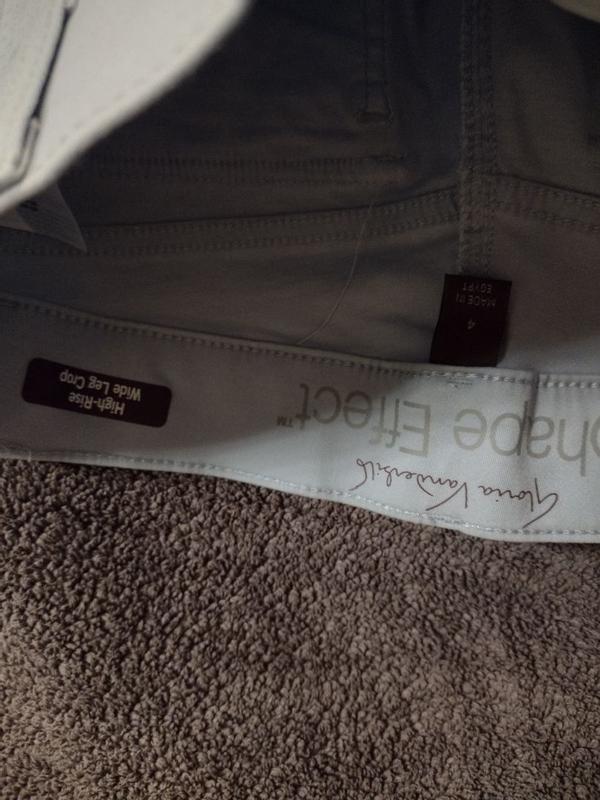 Gloria Vanderbilt
Shape Effect™
High-Rise
Wide Leg Crop
4
MADE IN
EGYPT